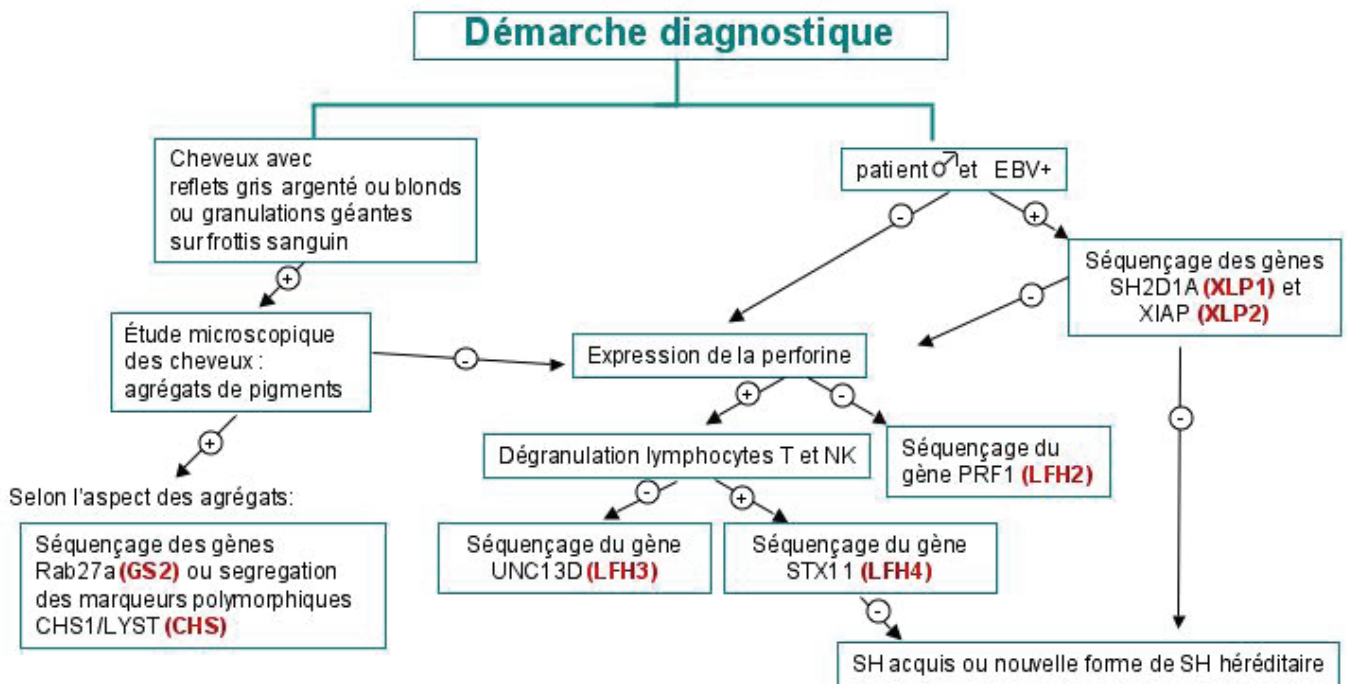 Démarche diagnostique
Cheveux avec
reflets gris argenté ou blonds
ou granulations géantes
sur frottis sanguin
patient ♂ et EBV+
-
+
+
Séquençage des gènes
SH2D1A (XLP1) et
XIAP (XLP2)
-
Étude microscopique
des cheveux :
agrégats de pigments
-
Expression de la perforine
+
-
-
+
Dégranulation lymphocytes T et NK
Séquençage du
gène PRF1 (LFH2)
Selon l'aspect des agrégats:
-
+
Séquençage des gènes
Rab27a (GS2) ou segregation
des marqueurs polymorphiques
CHS1/LYST (CHS)
Séquençage du gène
UNC13D (LFH3)
Séquençage du gène
STX11 (LFH4)
-
SH acquis ou nouvelle forme de SH héréditaire